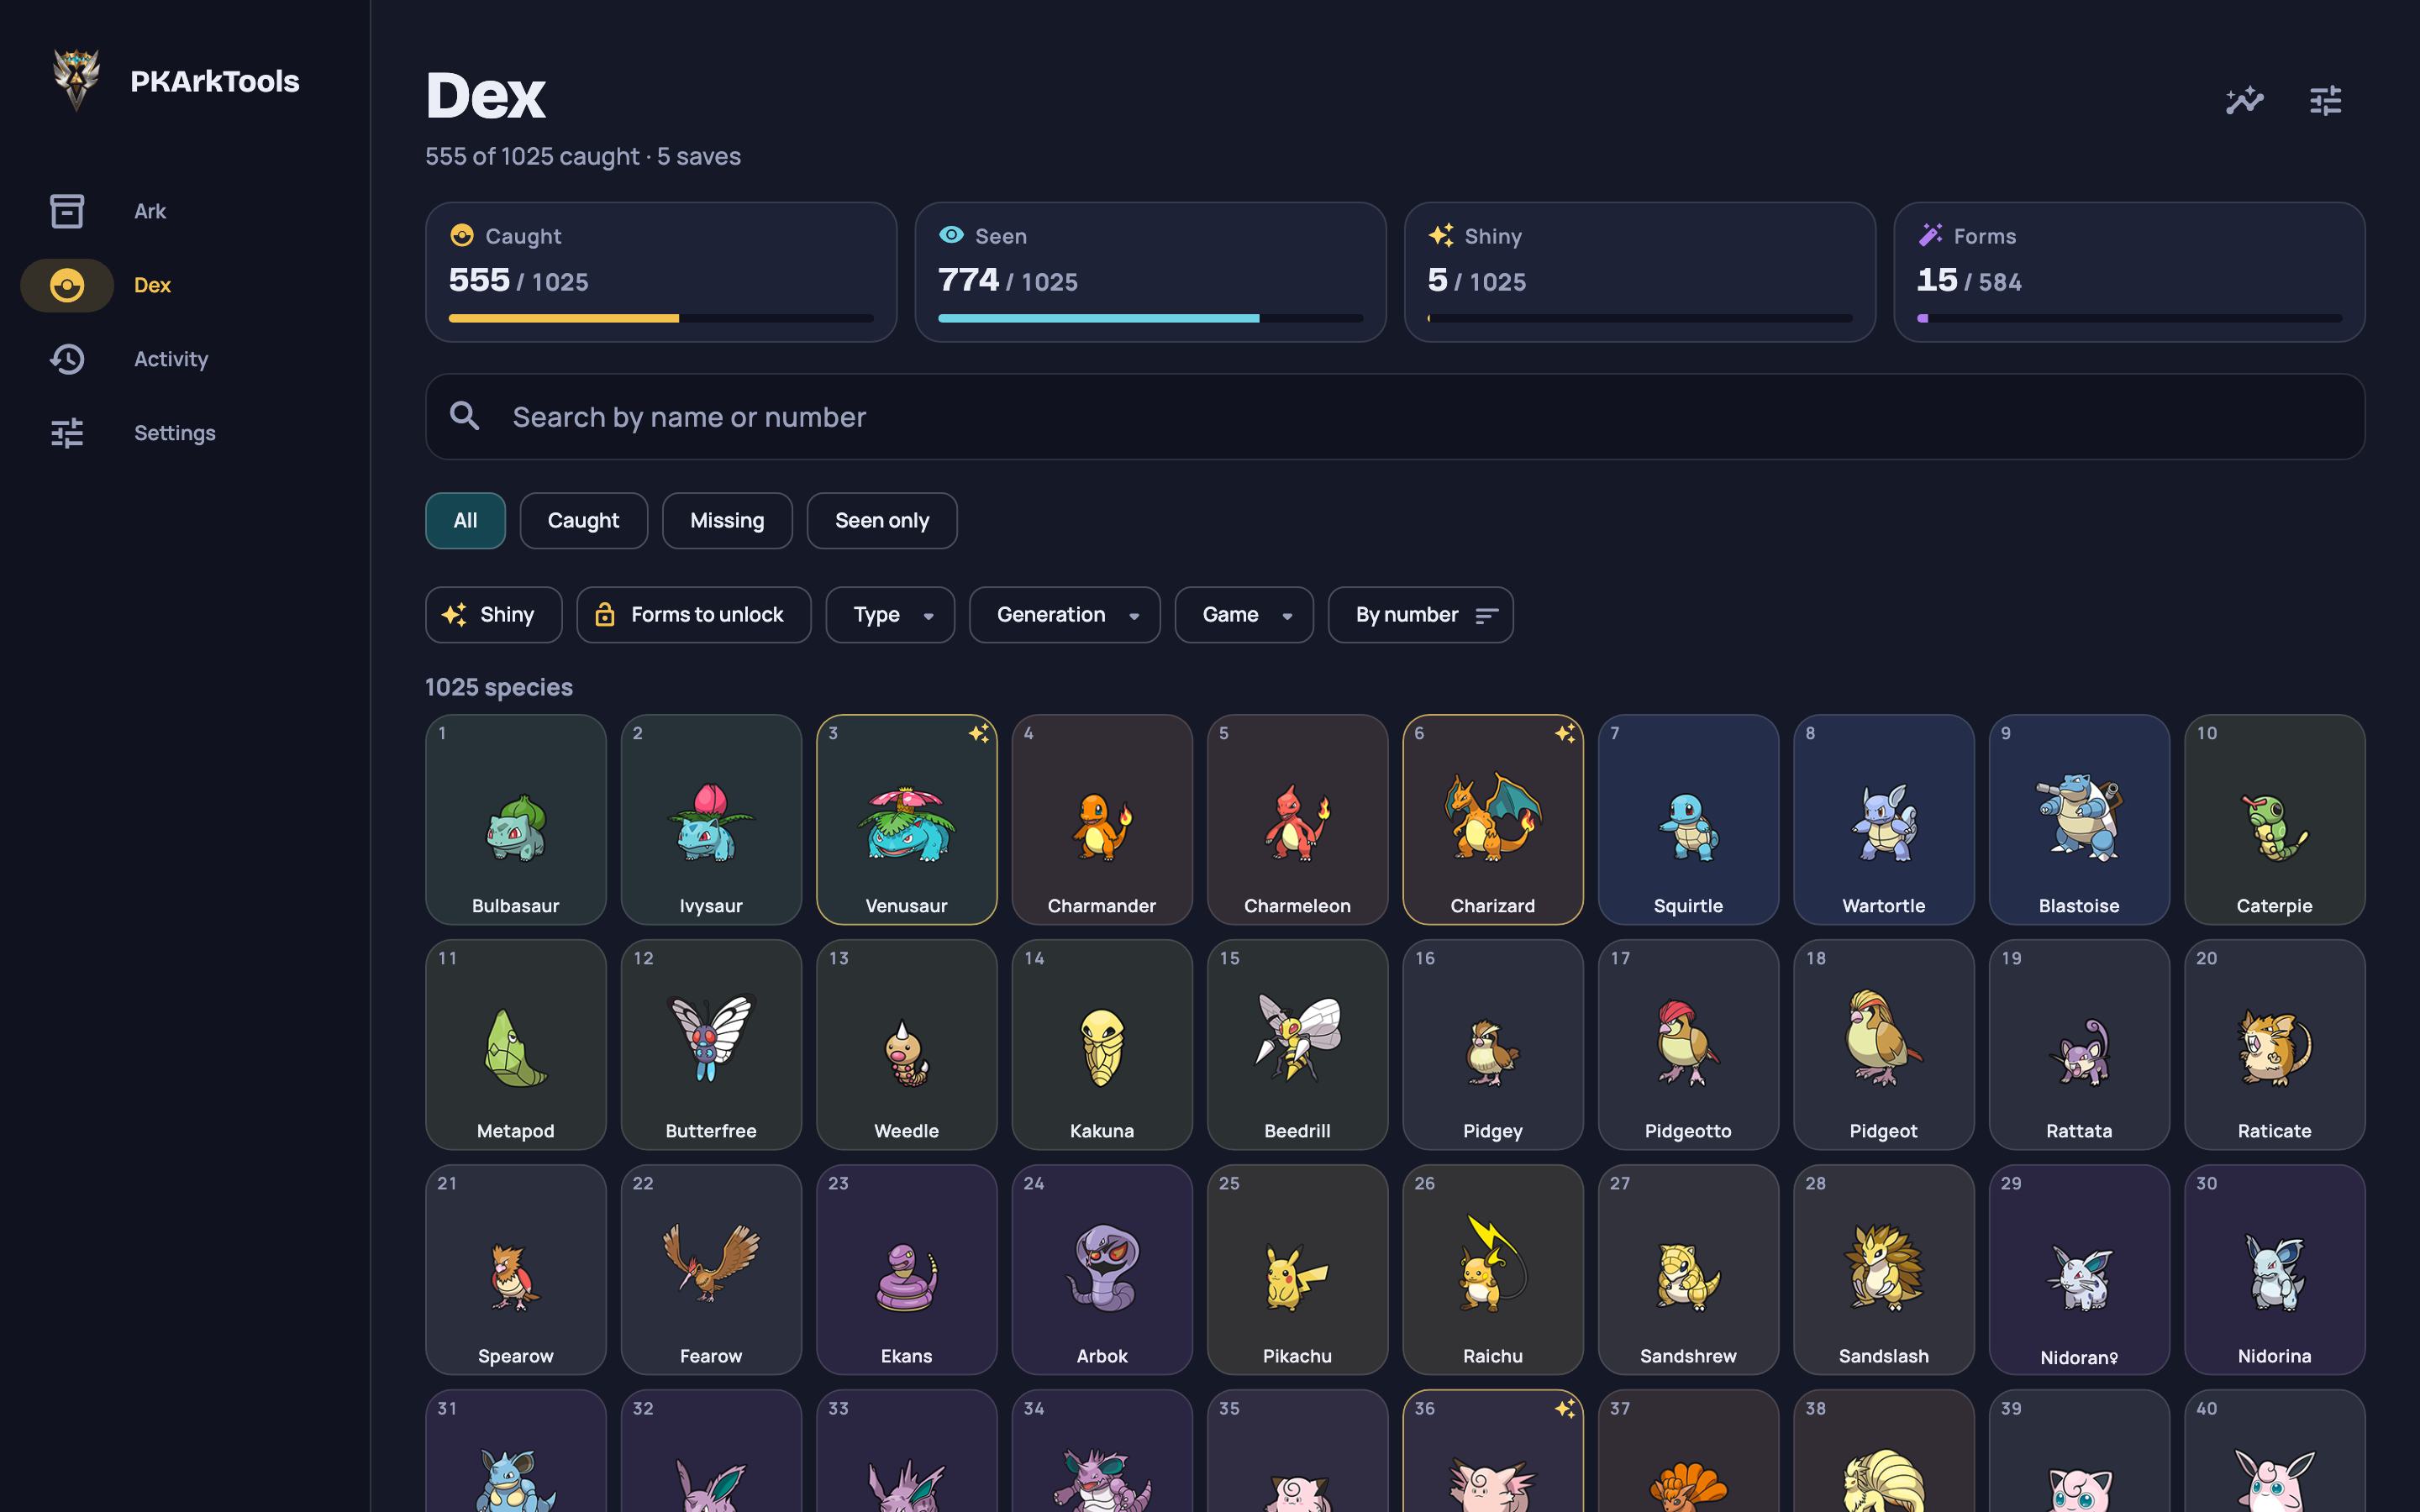 PKArkTools
Ark
Dex
Activity
Settings
Dex
555 of 1025 caught · 5 saves
Caught
555 / 1025
Seen
774 / 1025
Shiny
5 / 1025
Forms
15 / 584
Search by name or number
All Caught Missing Seen only
Shiny Forms to unlock Type Generation Game By number
1025 species
1 2 3 4 5 6 7 8 9 10
Bulbasaur Ivysaur Venusaur Charmander Charmeleon Charizard Squirtle Wartortle Blastoise Caterpie
11 12 13 14 15 16 17 18 19 20
Metapod Butterfree Weedle Kakuna Beedrill Pidgey Pidgeotto Pidgeot Rattata Raticate
21 22 23 24 25 26 27 28 29 30
Spearow Fearow Ekans Arbok Pikachu Raichu Sandshrew Sandslash Nidoran♀ Nidorina
31 32 33 34 35 36 37 38 39 40